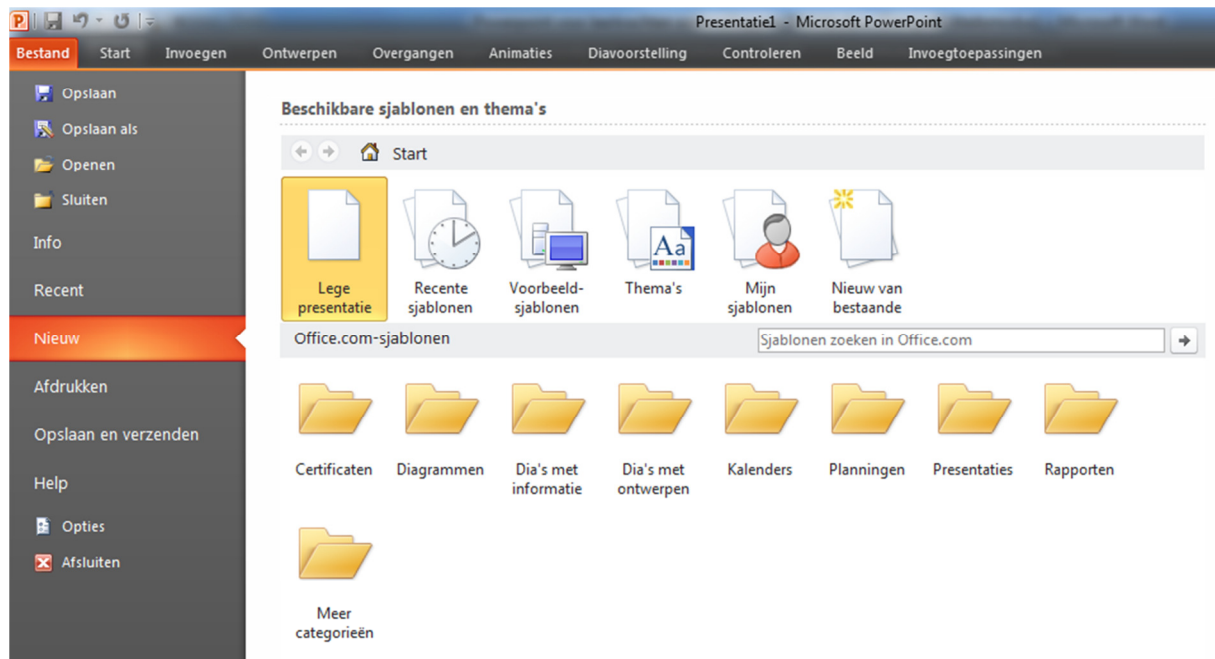 Presentatie1 - Microsoft PowerPoint
Bestand Start Invoegen Ontwerpen Overgangen Animaties Diavoorstelling Controleren Beeld Invoegtoepassingen
Opslaan
Opslaan als
Openen
Sluiten
Info
Recent
Nieuw
Afdrukken
Opslaan en verzenden
Help
Opties
Afsluiten
Beschikbare sjablonen en thema's
Start
Lege
presentatie
Recente
sjablonen
Voorbeeld-
sjablonen
Aa
Thema's
Mijn
sjablonen
Nieuw van
bestaande
Office.com-sjablonen
Sjablonen zoeken in Office.com
Certificaten
Diagrammen
Dia's met
informatie
Dia's met
ontwerpen
Kalenders
Planningen
Presentaties
Rapporten
Meer
categorieën